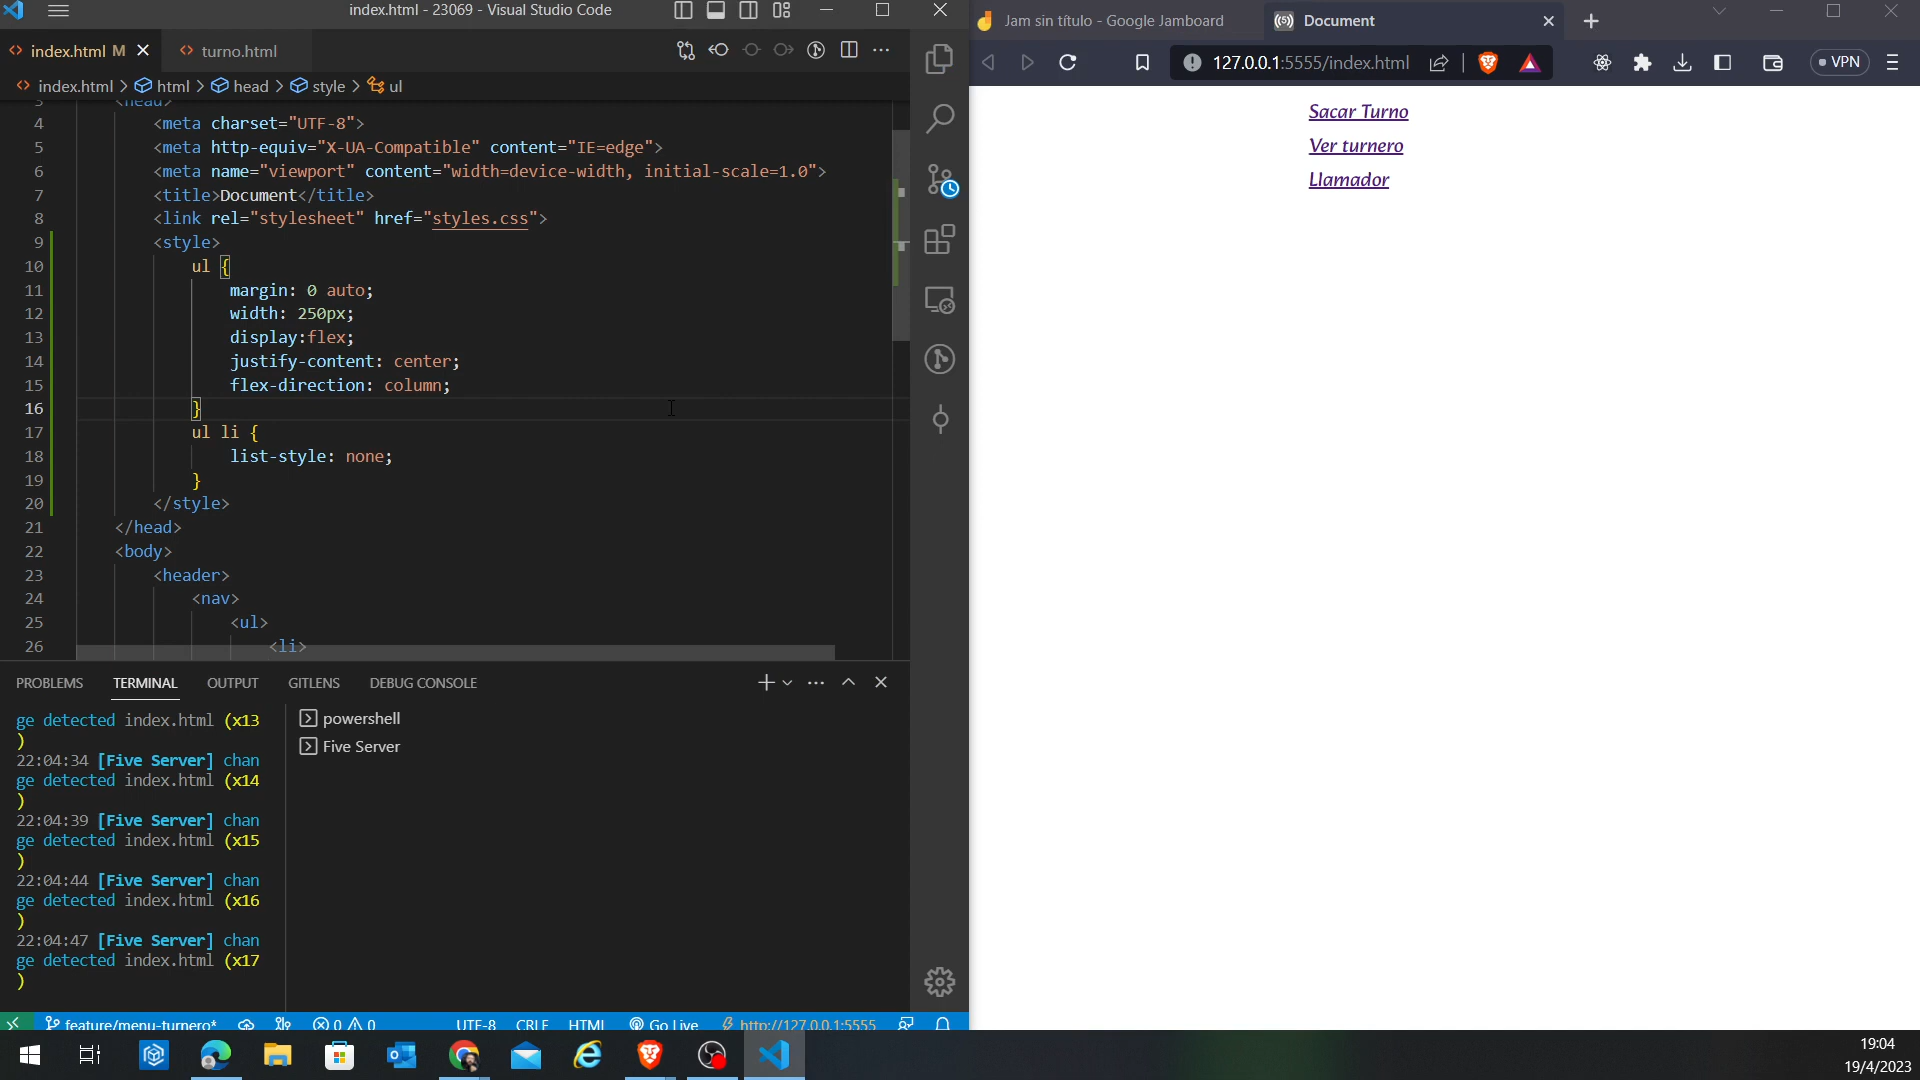 index.html - 23069 - Visual Studio Code
index.html M
turno.html
index.html > html > head > style > ul
3 <head>
4 <meta charset="UTF-8">
5 <meta http-equiv="X-UA-Compatible" content="IE=edge">
6 <meta name="viewport" content="width=device-width, initial-scale=1.0">
7 <title>Document</title>
8 <link rel="stylesheet" href="styles.css">
9 <style>
10 ul {
11 margin: 0 auto;
12 width: 250px;
13 display:flex;
14 justify-content: center;
15 flex-direction: column;
16 }
17 ul li {
18 list-style: none;
19 }
20 </style>
21 </head>
22 <body>
23 <header>
24 <nav>
25 <ul>
26 <li>
PROBLEMS TERMINAL OUTPUT GITLENS DEBUG CONSOLE
ge detected index.html (x13
)
22:04:34 [Five Server] chan
ge detected index.html (x14
)
22:04:39 [Five Server] chan
ge detected index.html (x15
)
22:04:44 [Five Server] chan
ge detected index.html (x16
)
22:04:47 [Five Server] chan
ge detected index.html (x17
)
powershell
Five Server
feature/menu-turnero* 0 0 UTF-8 CRLF HTML Go Live http://127.0.0.1:5555
Jam sin título - Google Jamboard
Document
127.0.0.1:5555/index.html
VPN
Sacar Turno
Ver turnero
Llamador
19:04
19/4/2023